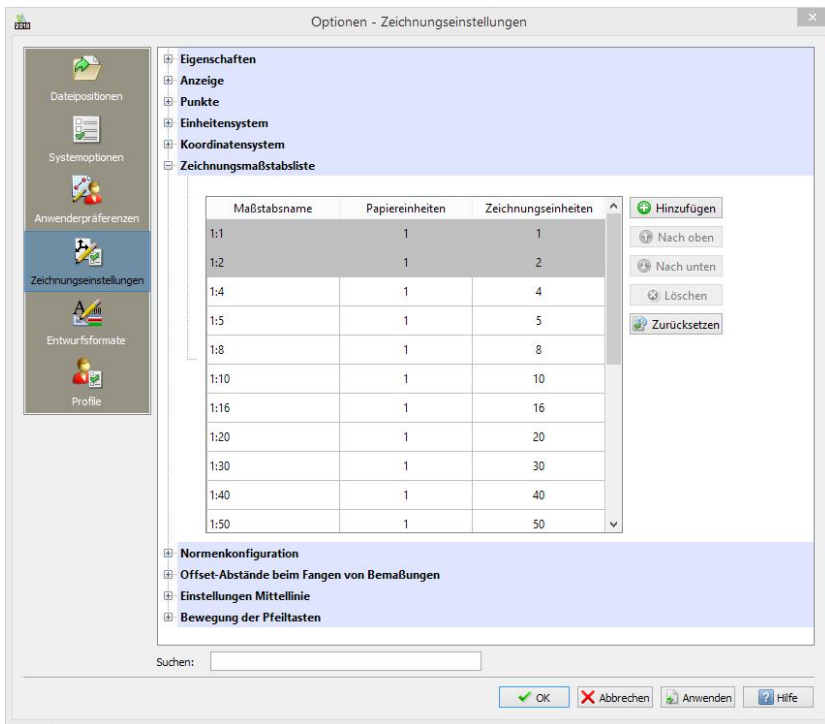 Optionen - Zeichnungseinstellungen
Dateipositionen
Systemoptionen
Anwenderpräferenzen
Zeichnungseinstellungen
Entwurfsformate
Profile
Eigenschaften
Anzeige
Punkte
Einheitensystem
Koordinatensystem
Zeichnungsmaßstabsliste
Maßstabsname Papiereinheiten Zeichnungseinheiten
1:1 1 1
1:2 1 2
1:4 1 4
1:5 1 5
1:8 1 8
1:10 1 10
1:16 1 16
1:20 1 20
1:30 1 30
1:40 1 40
1:50 1 50
Hinzufügen
Nach oben
Nach unten
Löschen
Zurücksetzen
Normenkonfiguration
Offset-Abstände beim Fangen von Bemaßungen
Einstellungen Mittellinie
Bewegung der Pfeiltasten
Suchen:
OK Abbrechen Anwenden Hilfe